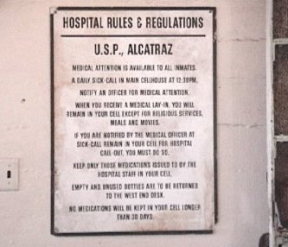 HOSPITAL RULES & REGULATIONS
U.S.P., ALCATRAZ
MEDICAL ATTENTION IS AVAILABLE TO ALL INMATES.
A DAILY SICK-CALL IN MAIN CELLHOUSE AT 12:30PM.
NOTIFY AN OFFICER FOR MEDICAL ATTENTION.
WHEN YOU RECEIVE A MEDICAL LAY-IN, YOU WILL
REMAIN IN YOUR CELL EXCEPT FOR RELIGIOUS SERVICES,
MEALS AND MOVIES.
IF YOU ARE NOTIFIED BY THE MEDICAL OFFICER AT
SICK-CALL REMAIN IN YOUR CELL FOR HOSPITAL
CALL-OUT, YOU MUST DO SO.
KEEP ONLY THOSE MEDICATIONS ISSUED TO BY THE
HOSPITAL STAFF IN YOUR CELL.
EMPTY AND UNUSED BOTTLES ARE TO BE RETURNED
TO THE WEST END DESK.
NO MEDICATIONS WILL BE KEPT IN YOUR CELL LONGER
THAN 30 DAYS.